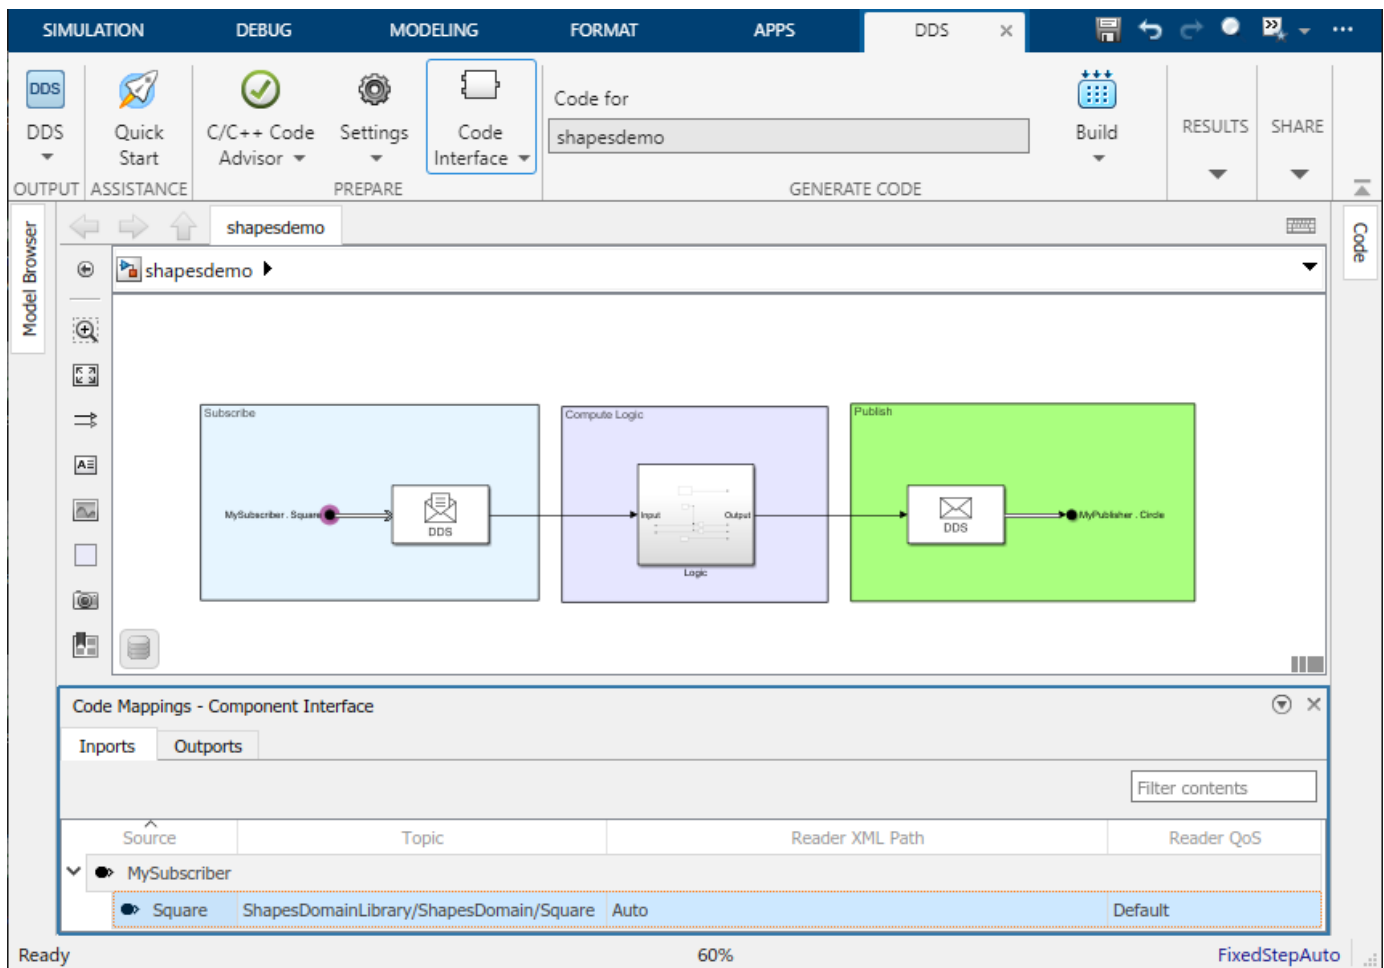 SIMULATION DEBUG MODELING FORMAT APPS DDS
DDS
DDS
OUTPUT
Quick
Start
ASSISTANCE
C/C++ Code
Advisor
Settings
Code
Interface
PREPARE
Code for
shapesdemo
Build
GENERATE CODE
RESULTS
SHARE
Model Browser
shapesdemo
Code
shapesdemo
Subscribe
MySubscriber . Square
DDS
Compute Logic
Input
Output
Logic
Publish
DDS
MyPublisher . Circle
Code Mappings - Component Interface
Inports Outports
Filter contents
Source Topic Reader XML Path Reader QoS
MySubscriber
Square ShapesDomainLibrary/ShapesDomain/Square Auto Default
Ready 60% FixedStepAuto